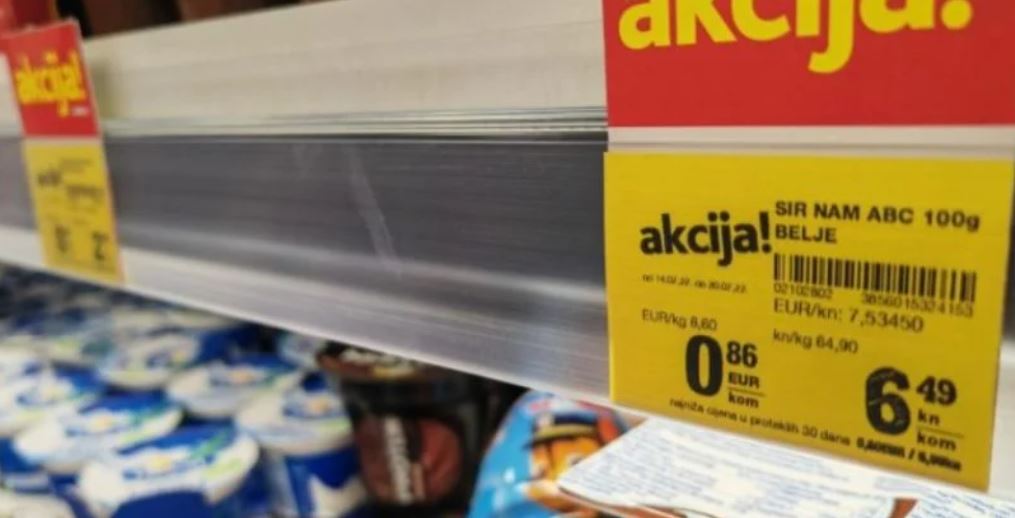 akcija!
akcija!
akcija!
SIR NAM ABC 100g
BELJE
02102802 3856015324153
EUR/kn: 7,53450
EUR/kg 8,60
kn/kg 64,90
0 86
EUR
kom
6 49
kn
kom
najniža cijena u proteklih 30 dana